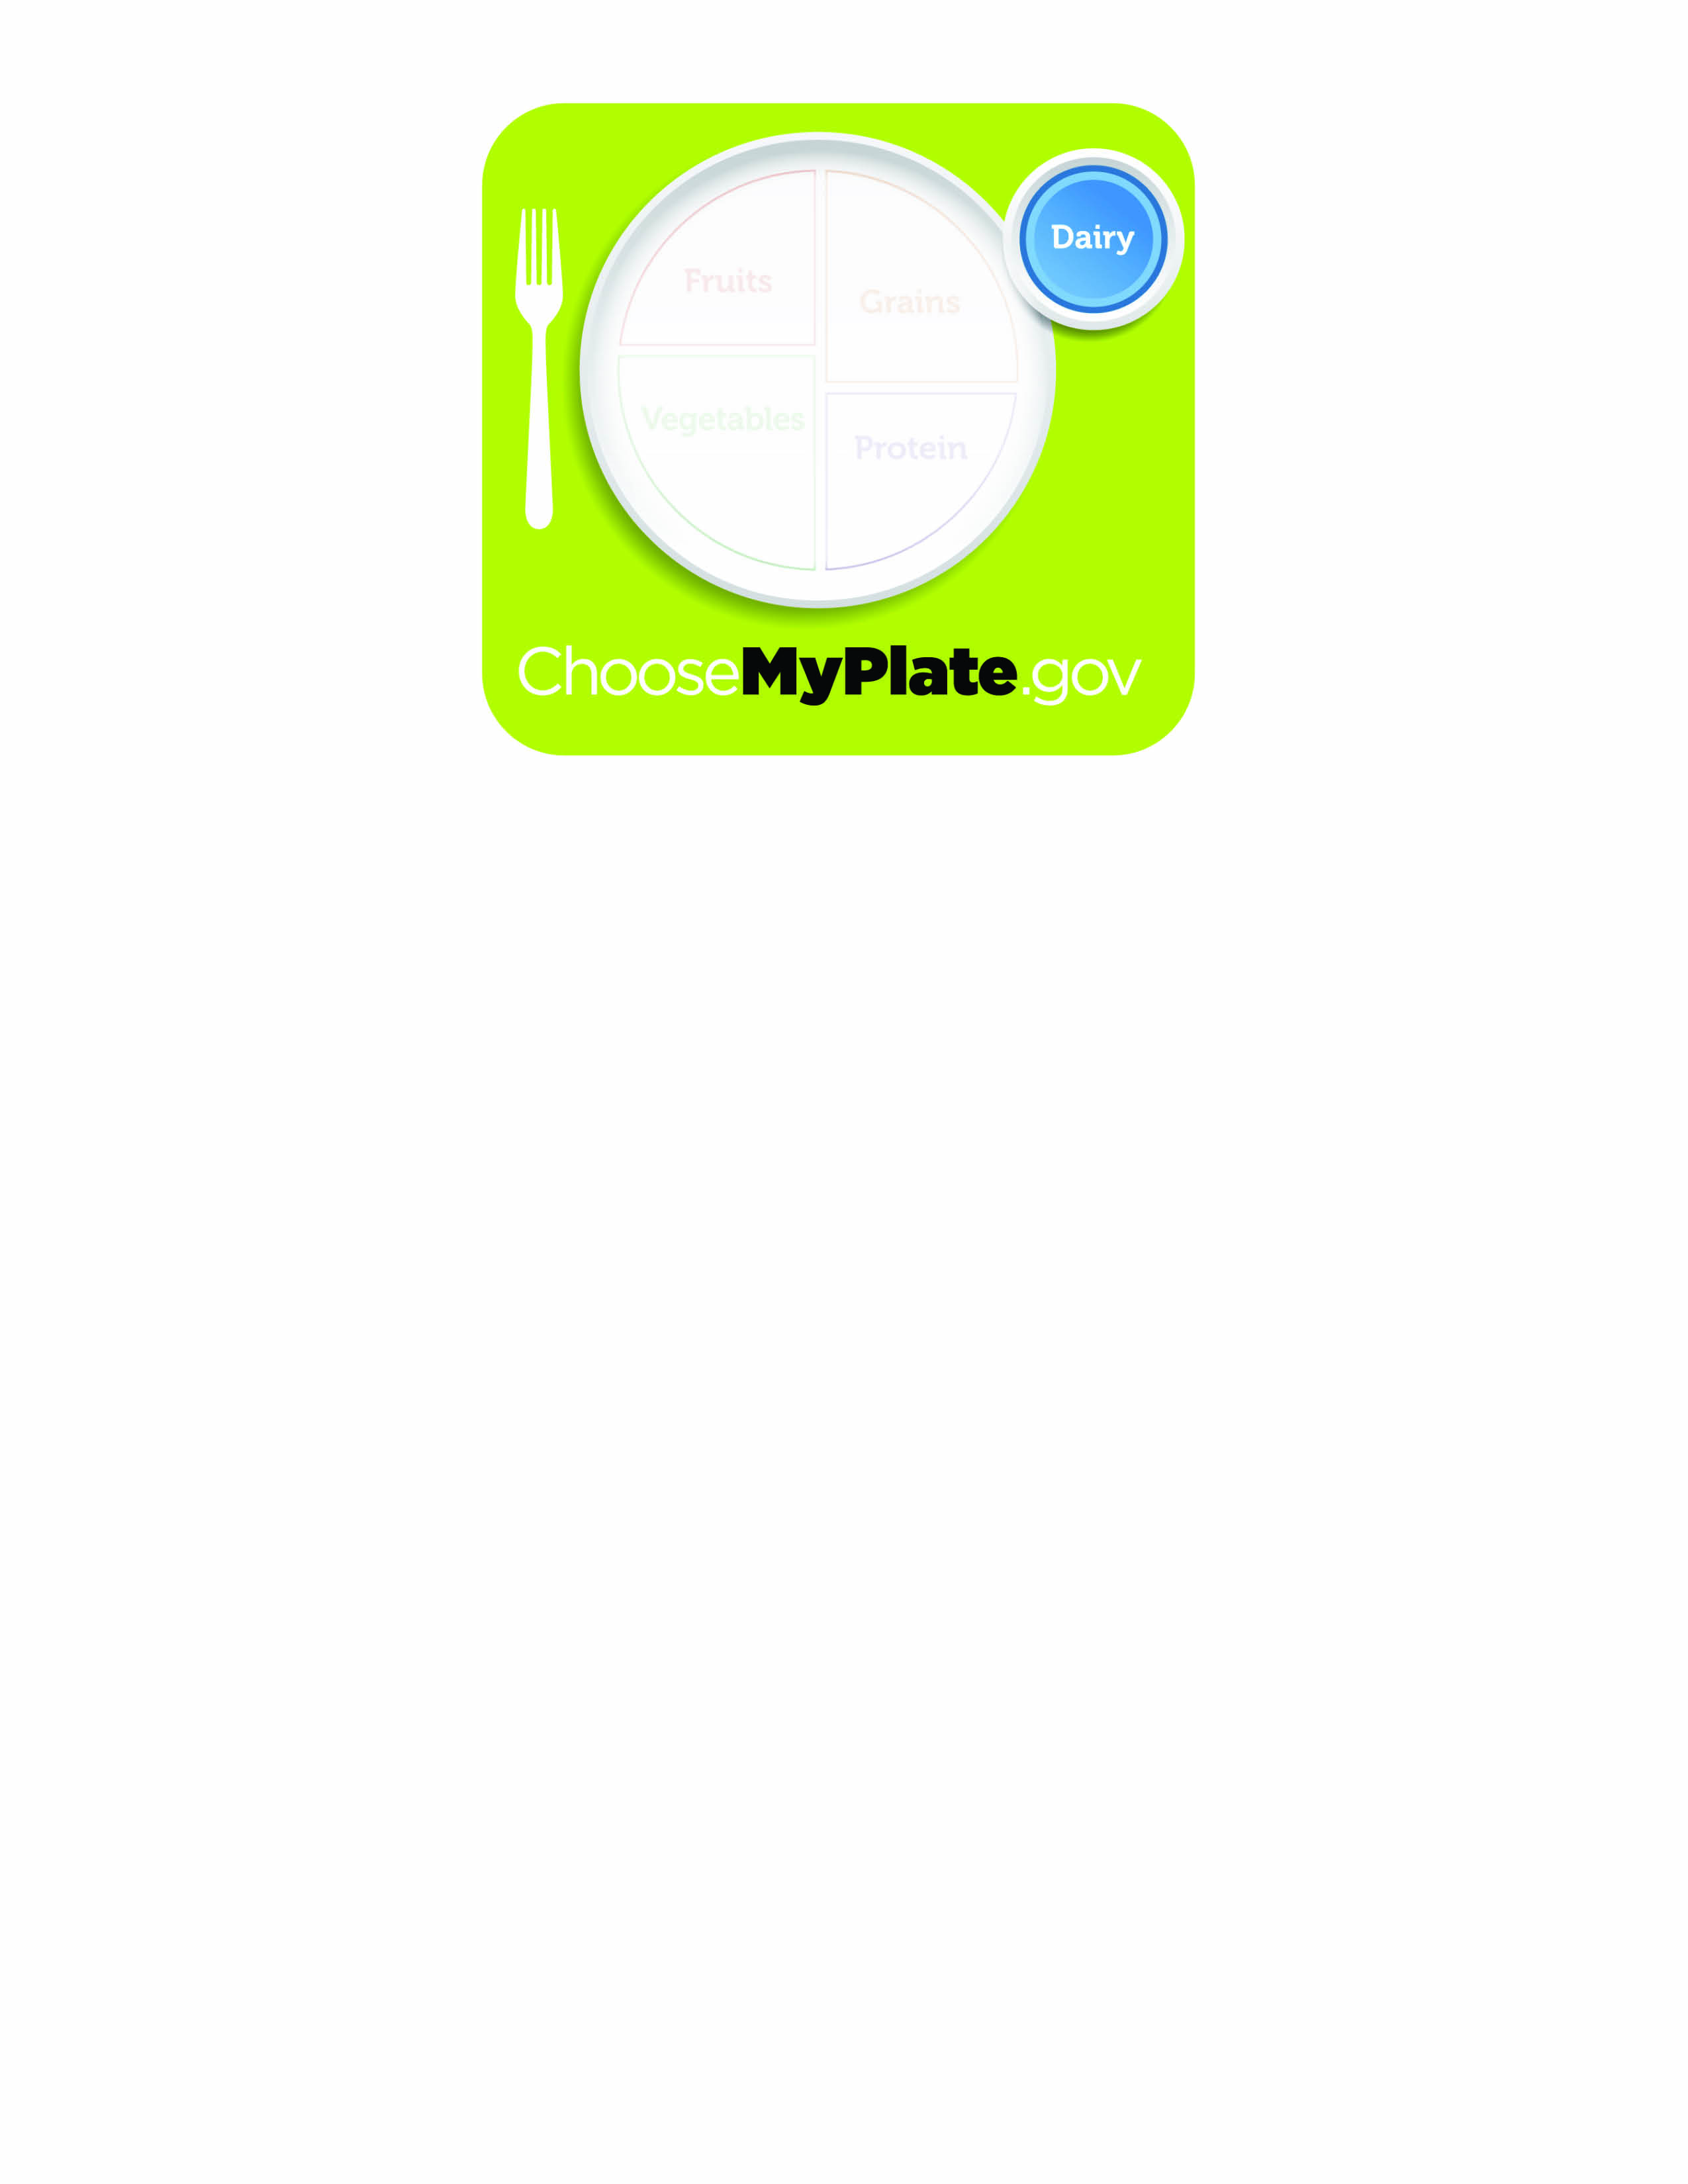 Dairy
Fruits
Grains
Vegetables
Protein
ChooseMyPlate.gov